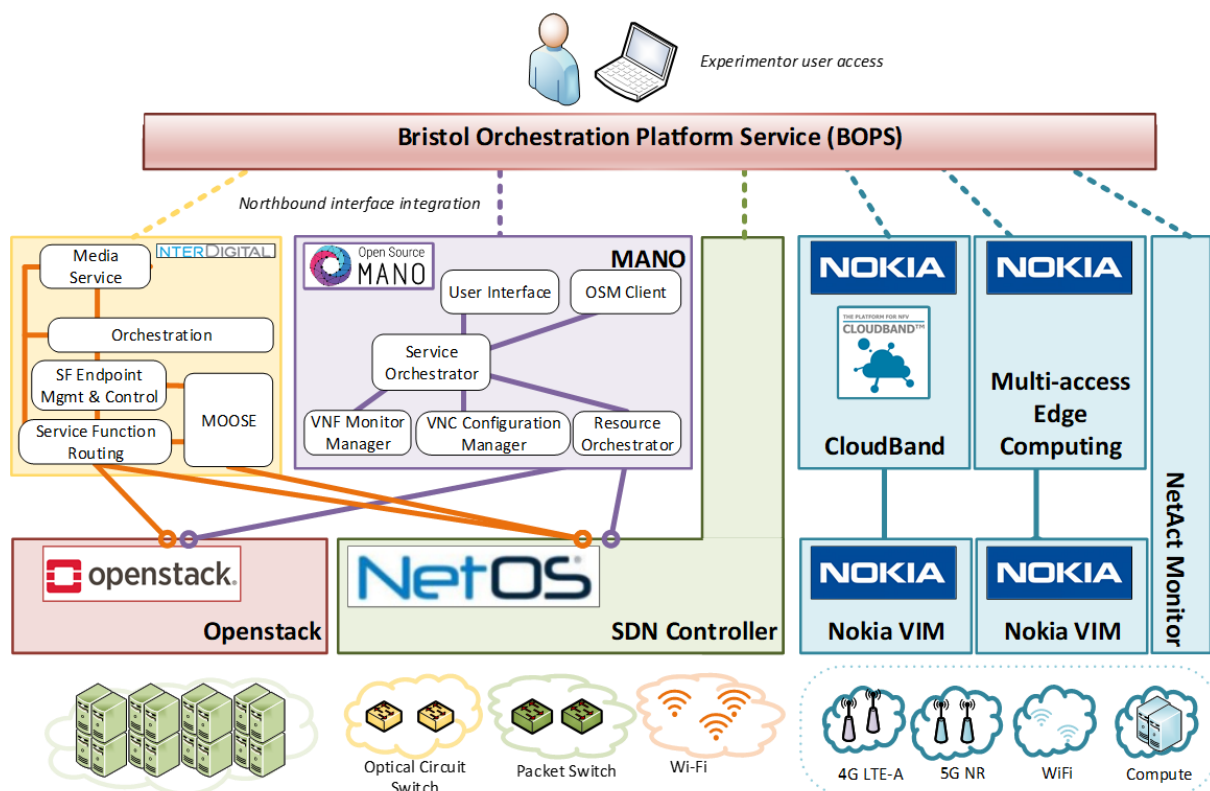 Experimentor user access
Bristol Orchestration Platform Service (BOPS)
Northbound interface integration
Media
Service
NTERDIGITAL
Orchestration
SF Endpoint
Mgmt & Control
MOOSE
Service Function
Routing
Open Source
MANO
MANO
User Interface
OSM Client
Service
Orchestrator
VNF Monitor
Manager
VNC Configuration
Manager
Resource
Orchestrator
NOKIA
THE PLATFORM FOR NFV
CLOUDBAND™
CloudBand
NOKIA
Multi-access
Edge
Computing
NetAct Monitor
openstack.
Openstack
NetOS®
SDN Controller
NOKIA
Nokia VIM
NOKIA
Nokia VIM
Optical Circuit
Switch
Packet Switch
Wi-Fi
4G LTE-A
5G NR
WiFi
Compute